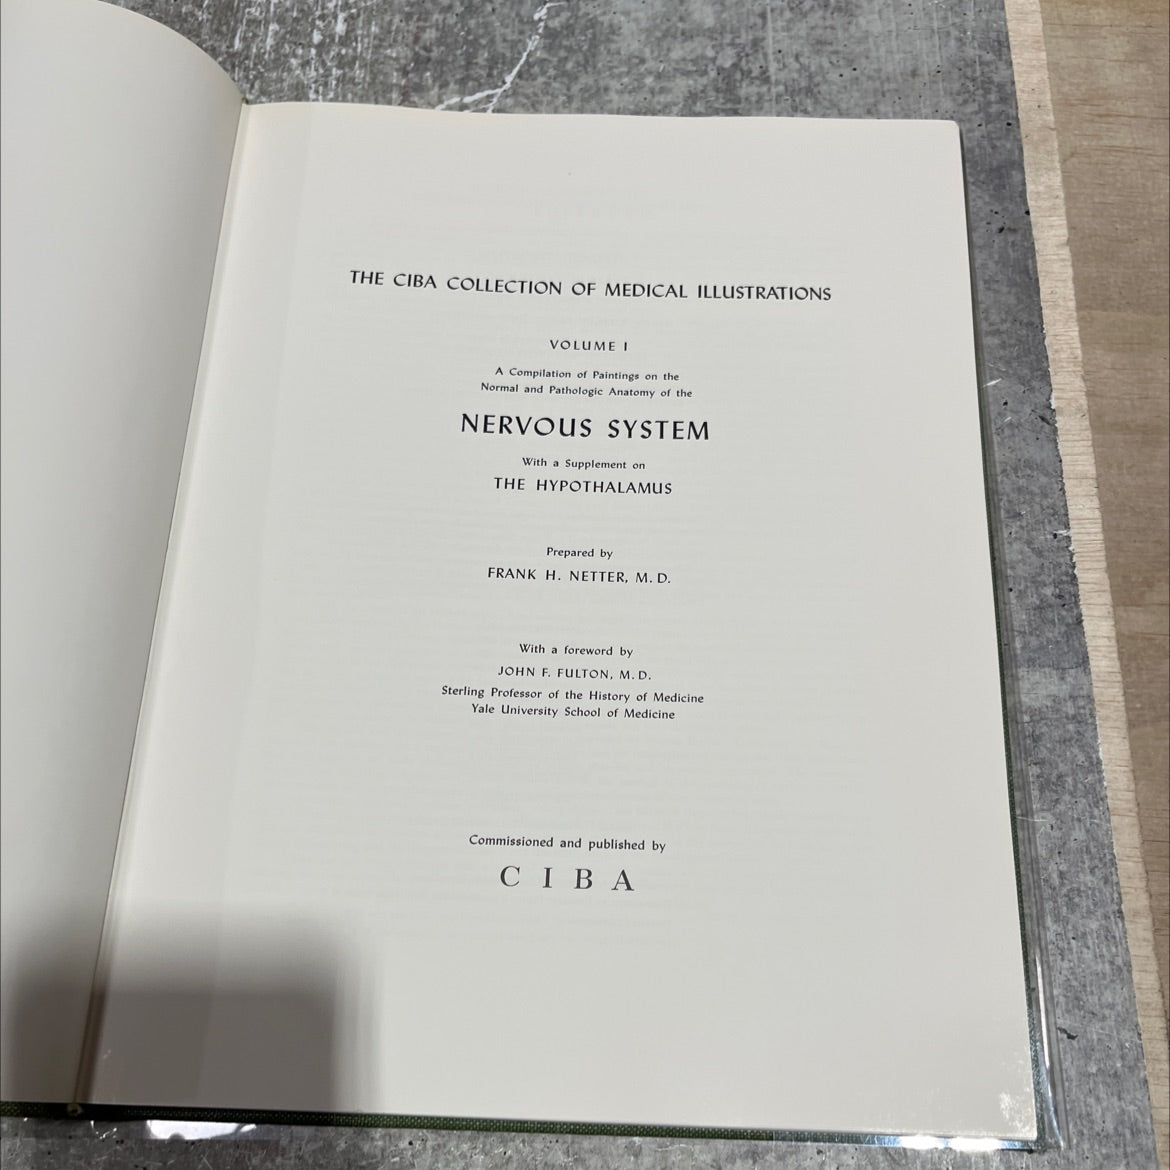 THE CIBA COLLECTION OF MEDICAL ILLUSTRATIONS
VOLUME I
A Compilation of Paintings on the
Normal and Pathologic Anatomy of the
NERVOUS SYSTEM
With a Supplement on
THE HYPOTHALAMUS
Prepared by
FRANK H. NETTER, M.D.
With a foreword by
JOHN F. FULTON, M.D.
Sterling Professor of the History of Medicine
Yale University School of Medicine
Commissioned and published by
CIBA